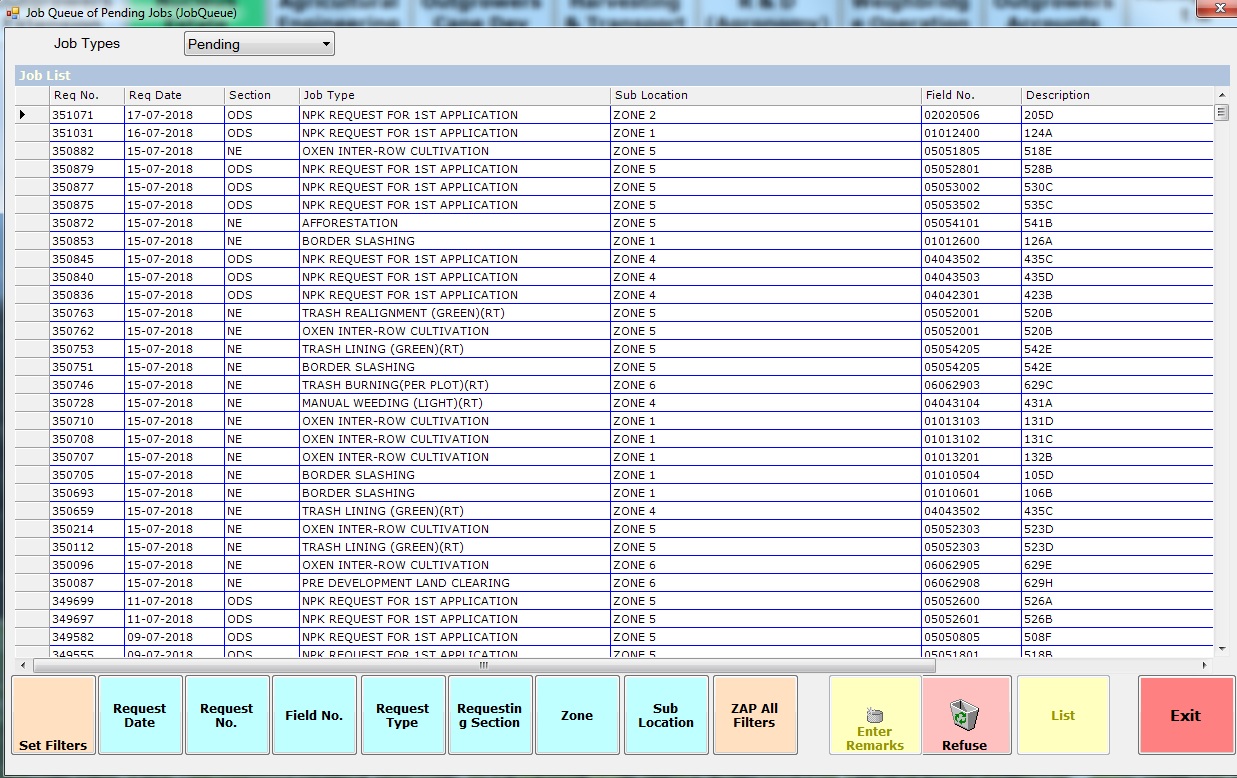 Job Queue of Pending Jobs (JobQueue)
Agricultural Engineering
Outgrowers Cane Dev
Harvesting & Transport
R & D (Agronomy)
Outgrowers Accounts
Job Types Pending
Job List
Req No. Req Date Section Job Type Sub Location Field No. Description
351071 17-07-2018 ODS NPK REQUEST FOR 1ST APPLICATION ZONE 2 02020506 205D
351031 16-07-2018 ODS NPK REQUEST FOR 1ST APPLICATION ZONE 1 01012400 124A
350882 15-07-2018 NE OXEN INTER-ROW CULTIVATION ZONE 5 05051805 518E
350879 15-07-2018 ODS NPK REQUEST FOR 1ST APPLICATION ZONE 5 05052801 528B
350877 15-07-2018 ODS NPK REQUEST FOR 1ST APPLICATION ZONE 5 05053002 530C
350875 15-07-2018 ODS NPK REQUEST FOR 1ST APPLICATION ZONE 5 05053502 535C
350872 15-07-2018 NE AFFORESTATION ZONE 5 05054101 541B
350853 15-07-2018 NE BORDER SLASHING ZONE 1 01012600 126A
350845 15-07-2018 ODS NPK REQUEST FOR 1ST APPLICATION ZONE 4 04043502 435C
350840 15-07-2018 ODS NPK REQUEST FOR 1ST APPLICATION ZONE 4 04043503 435D
350836 15-07-2018 ODS NPK REQUEST FOR 1ST APPLICATION ZONE 4 04042301 423B
350763 15-07-2018 NE TRASH REALIGNMENT (GREEN)(RT) ZONE 5 05052001 520B
350762 15-07-2018 NE OXEN INTER-ROW CULTIVATION ZONE 5 05052001 520B
350753 15-07-2018 NE TRASH LINING (GREEN)(RT) ZONE 5 05054205 542E
350751 15-07-2018 NE BORDER SLASHING ZONE 5 05054205 542E
350746 15-07-2018 NE TRASH BURNING(PER PLOT)(RT) ZONE 6 06062903 629C
350728 15-07-2018 NE MANUAL WEEDING (LIGHT)(RT) ZONE 4 04043104 431A
350710 15-07-2018 NE OXEN INTER-ROW CULTIVATION ZONE 1 01013103 131D
350708 15-07-2018 NE OXEN INTER-ROW CULTIVATION ZONE 1 01013102 131C
350707 15-07-2018 NE OXEN INTER-ROW CULTIVATION ZONE 1 01013201 132B
350705 15-07-2018 NE BORDER SLASHING ZONE 1 01010504 105D
350693 15-07-2018 NE BORDER SLASHING ZONE 1 01010601 106B
350659 15-07-2018 NE TRASH LINING (GREEN)(RT) ZONE 4 04043502 435C
350214 15-07-2018 NE OXEN INTER-ROW CULTIVATION ZONE 5 05052303 523D
350112 15-07-2018 NE TRASH LINING (GREEN)(RT) ZONE 5 05052303 523D
350096 15-07-2018 NE OXEN INTER-ROW CULTIVATION ZONE 6 06062905 629E
350087 15-07-2018 NE PRE DEVELOPMENT LAND CLEARING ZONE 6 06062908 629H
349699 11-07-2018 ODS NPK REQUEST FOR 1ST APPLICATION ZONE 5 05052600 526A
349697 11-07-2018 ODS NPK REQUEST FOR 1ST APPLICATION ZONE 5 05052601 526B
349582 09-07-2018 ODS NPK REQUEST FOR 1ST APPLICATION ZONE 5 05050805 508F
349555 09-07-2018 ODS NPK REQUEST FOR 1ST APPLICATION ZONE 5 05051801 518B
Set Filters
Request
Date
Request
No.
Field No.
Request
Type
Requestin
g Section
Zone
Sub
Location
ZAP All
Filters
Enter
Remarks
Refuse
List
Exit